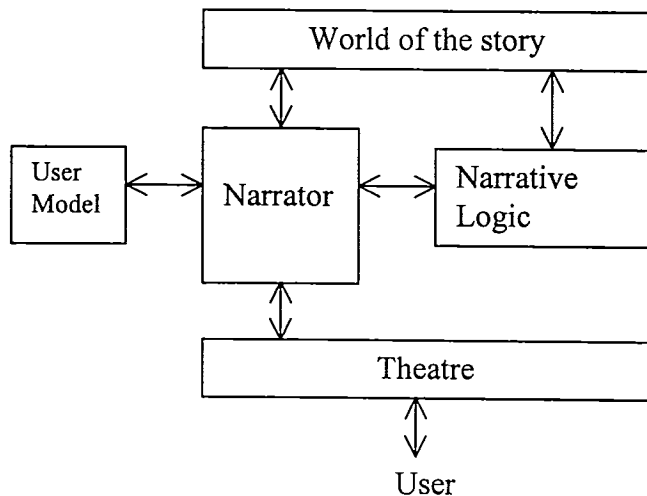 World of the story
User
Model
Narrator
Narrative
Logic
Theatre
User